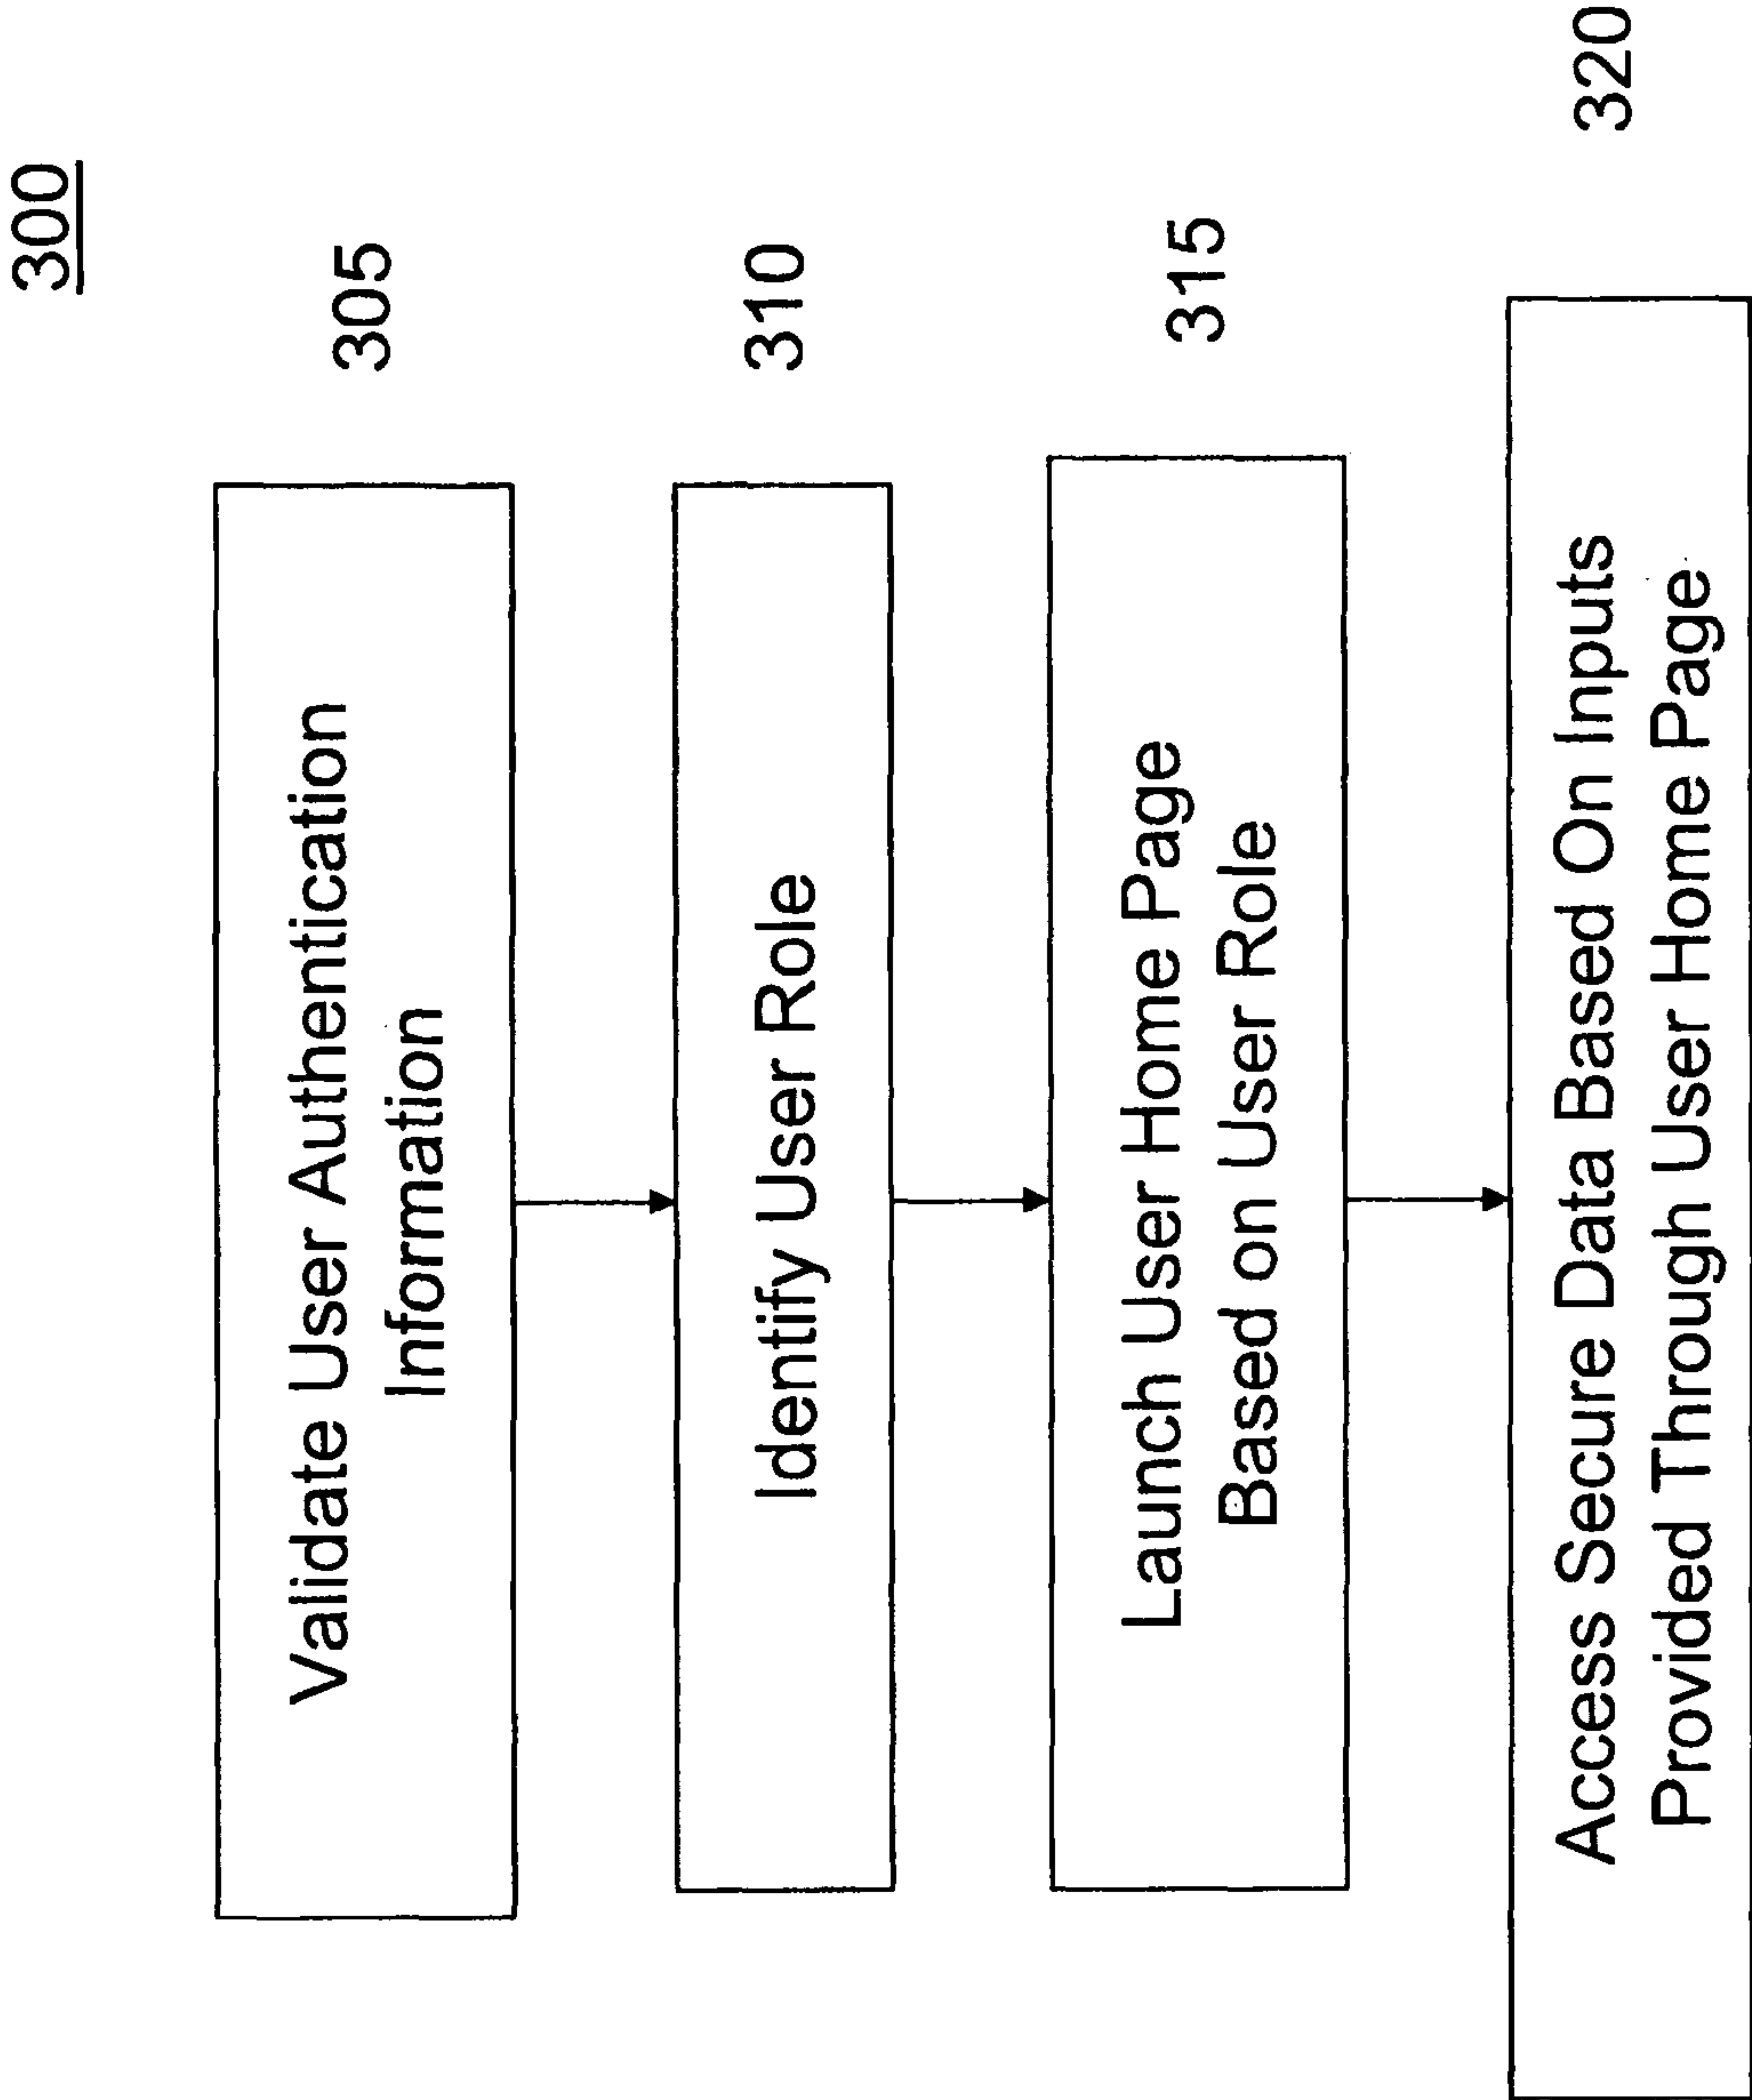 300
Validate User Authentication
Information
305
Identify User Role
310
Launch User Home Page
Based on User Role
315
Access Secure Data Based On Inputs
Provided Through User Home Page
320